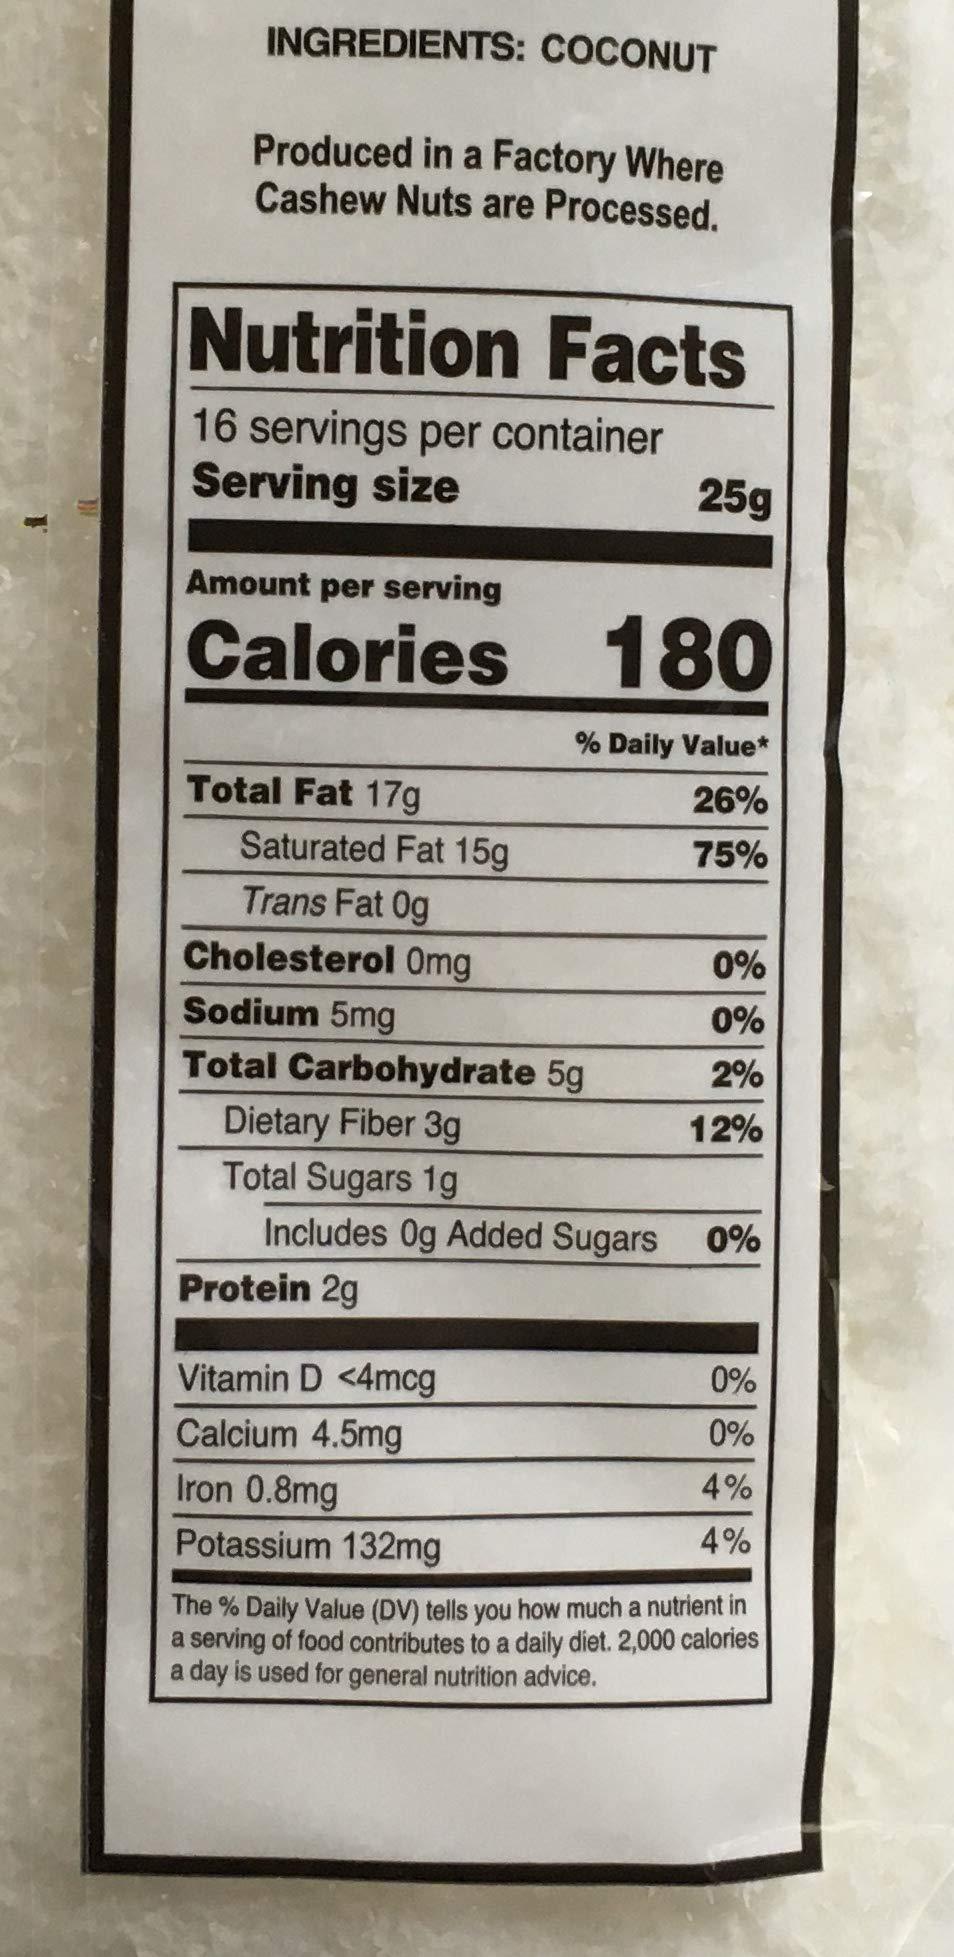 INGREDIENTS: COCONUT
Produced in a Factory Where
Cashew Nuts are Processed.
Nutrition Facts
16 servings per container
Serving size 25g
Amount per serving
Calories 180
% Daily Value*
Total Fat 17g 26%
Saturated Fat 15g 75%
Trans Fat 0g
Cholesterol 0mg 0%
Sodium 5mg 0%
Total Carbohydrate 5g 2%
Dietary Fiber 3g 12%
Total Sugars 1g
Includes 0g Added Sugars 0%
Protein 2g
Vitamin D <4mcg 0%
Calcium 4.5mg 0%
Iron 0.8mg 4%
Potassium 132mg 4%
The % Daily Value (DV) tells you how much a nutrient in
a serving of food contributes to a daily diet. 2,000 calories
a day is used for general nutrition advice.